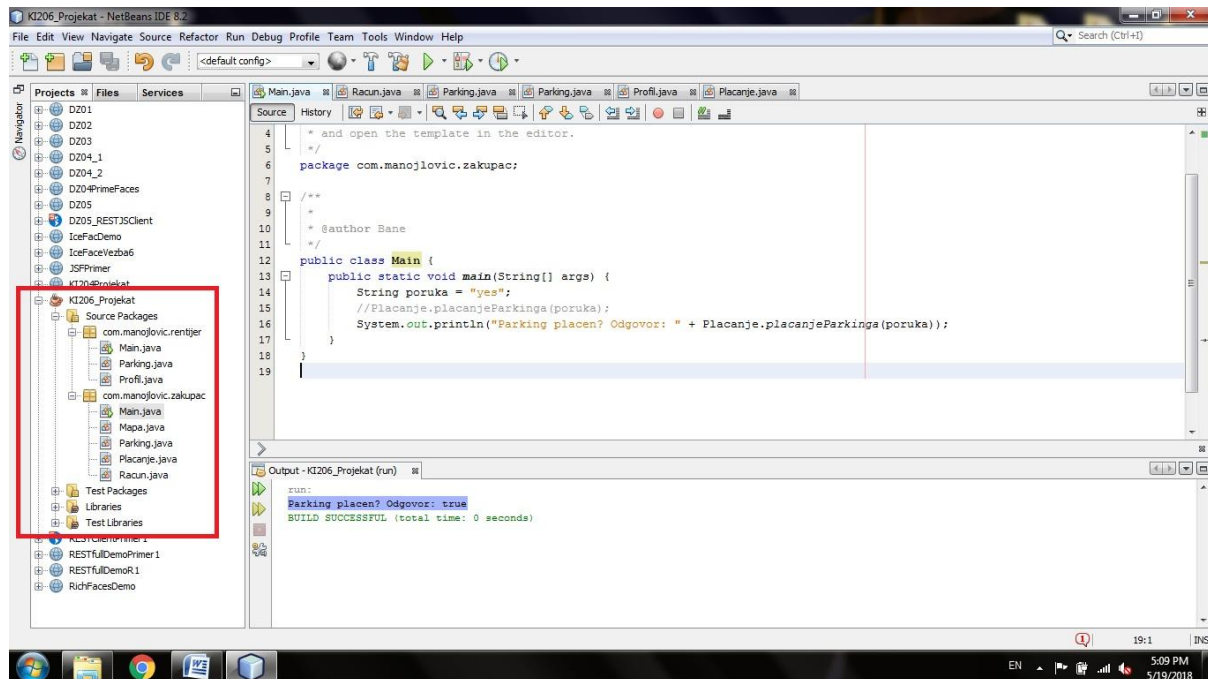 KI206_Projekat - NetBeans IDE 8.2
File Edit View Navigate Source Refactor Run Debug Profile Team Tools Window Help
Search (Ctrl+I)
<default config>
Projects Files Services
Navigator
DZ01
DZ02
DZ03
DZ04_1
DZ04_2
DZ04PrimeFaces
DZ05
DZ05_RESTJSClient
IceFacDemo
IceFaceVezba6
JSFPrimer
KI204Projekat
KI206_Projekat
Source Packages
com.manojlovic.rentijer
Main.java
Parking.java
Profil.java
com.manojlovic.zakupac
Main.java
Mapa.java
Parking.java
Placanje.java
Racun.java
Test Packages
Libraries
Test Libraries
RESTClientPrimer1
RESTfullDemoPrimer1
RESTfullDemoR1
RichFacesDemo
Main.java Racun.java Parking.java Parking.java Profil.java Placanje.java
Source History
4 * and open the template in the editor.
5 */
6 package com.manojlovic.zakupac;
7
8 /**
9 *
10 * @author Bane
11 */
12 public class Main {
13 public static void main(String[] args) {
14 String poruka = "yes";
15 //Placanje.placanjeParkinga(poruka);
16 System.out.println("Parking placen? Odgovor: " + Placanje.placanjeParkinga(poruka));
17 }
18 }
19
Output - KI206_Projekat (run)
run:
Parking placen? Odgovor: true
BUILD SUCCESSFUL (total time: 0 seconds)
1 19:1 INS
EN 5:09 PM
5/19/2018